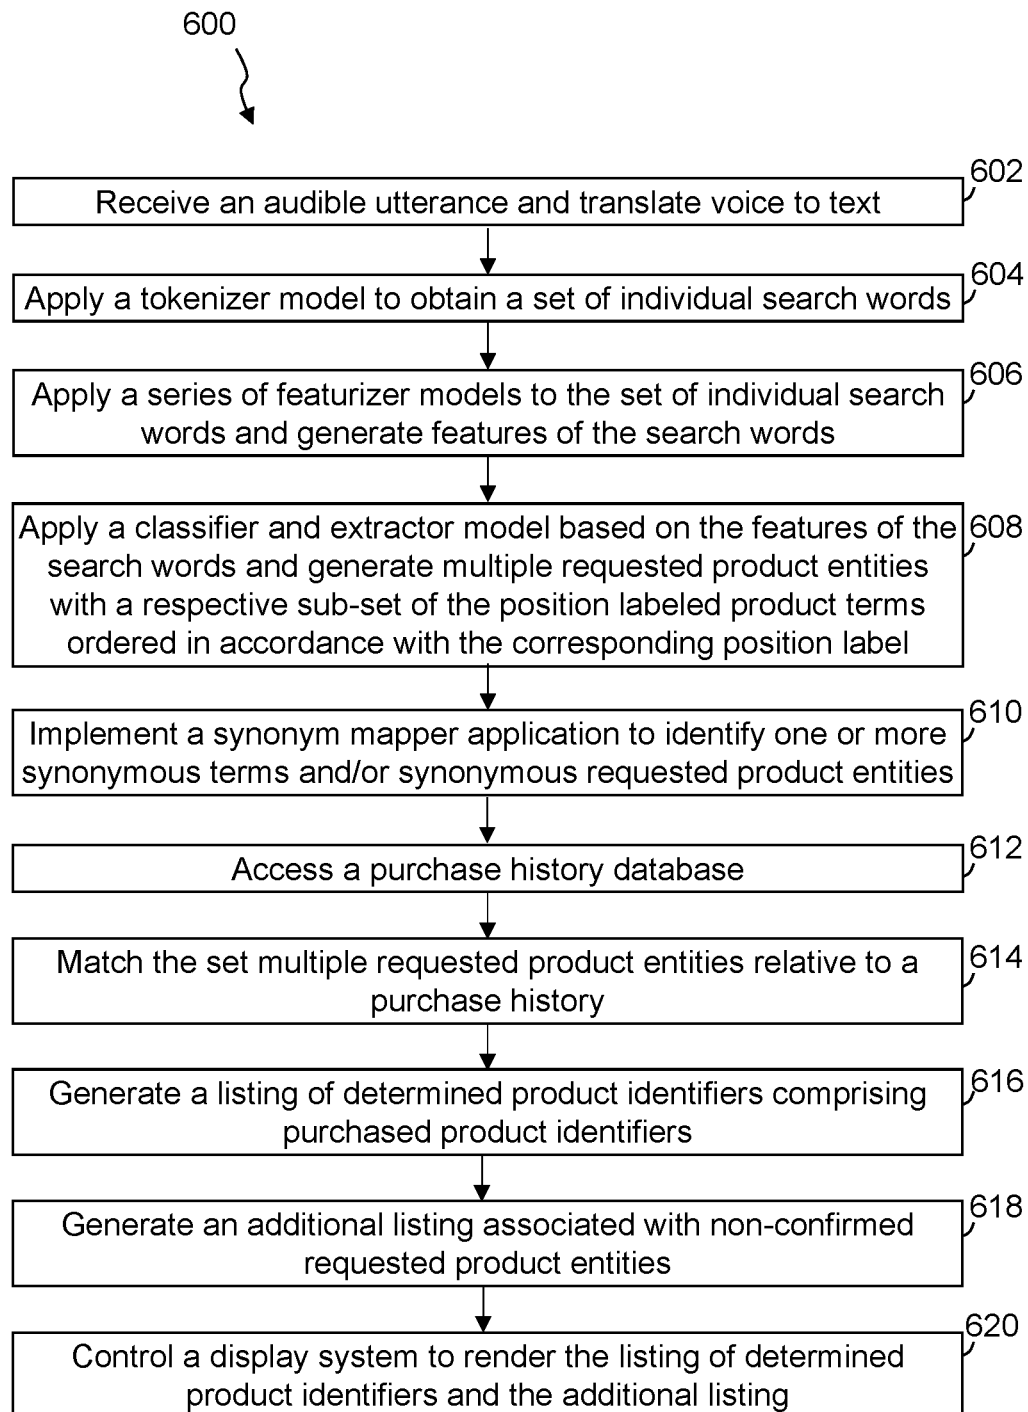 600
602
Receive an audible utterance and translate voice to text
604
Apply a tokenizer model to obtain a set of individual search words
606
Apply a series of featurizer models to the set of individual search
words and generate features of the search words
608
Apply a classifier and extractor model based on the features of the
search words and generate multiple requested product entities
with a respective sub-set of the position labeled product terms
ordered in accordance with the corresponding position label
610
Implement a synonym mapper application to identify one or more
synonymous terms and/or synonymous requested product entities
612
Access a purchase history database
614
Match the set multiple requested product entities relative to a
purchase history
616
Generate a listing of determined product identifiers comprising
purchased product identifiers
618
Generate an additional listing associated with non-confirmed
requested product entities
620
Control a display system to render the listing of determined
product identifiers and the additional listing